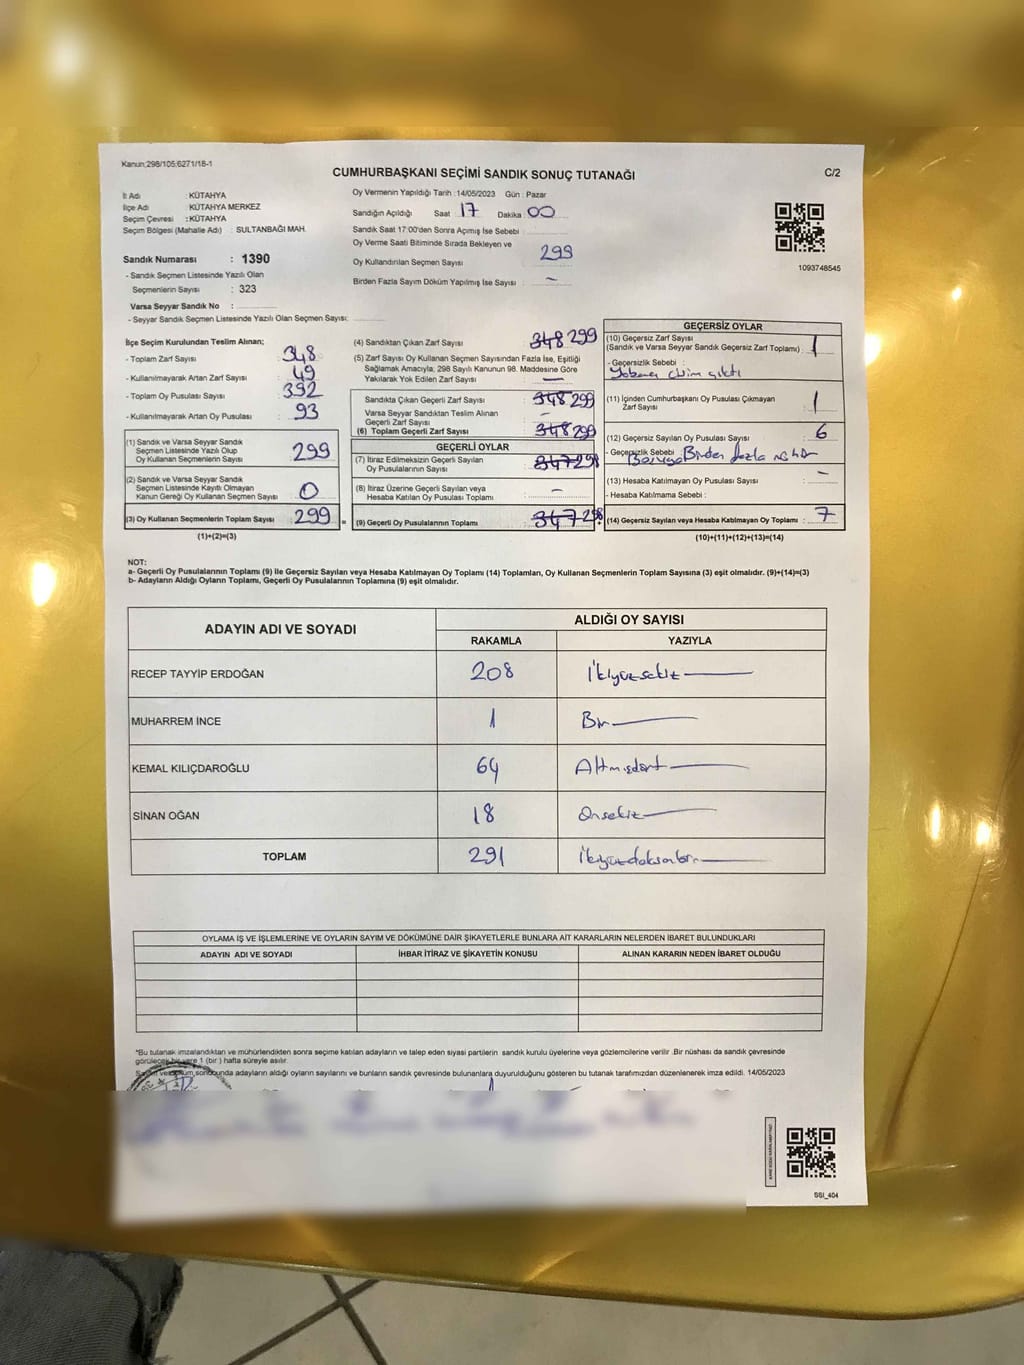 Kanun:298/105;6271/18-1
CUMHURBAŞKANI SEÇİMİ SANDIK SONUÇ TUTANAĞI
C/2
İl Adı : KÜTAHYA
İlçe Adı : KÜTAHYA MERKEZ
Seçim Çevresi : KÜTAHYA
Seçim Bölgesi (Mahalle Adı) : SULTANBAĞI MAH.
Sandık Numarası : 1390
- Sandık Seçmen Listesinde Yazılı Olan
Seçmenlerin Sayısı : 323
Varsa Seyyar Sandık No :
- Seyyar Sandık Seçmen Listesinde Yazılı Olan Seçmen Sayısı:
Oy Vermenin Yapıldığı Tarih :14/05/2023 Gün : Pazar
Sandığın Açıldığı Saat 17 Dakika 00
Sandık Saat 17:00'den Sonra Açımış İse Sebebi :
Oy Verme Saati Bitiminde Sırada Bekleyen ve
Oy Kullandırılan Seçmen Sayısı : 299
Birden Fazla Sayım Döküm Yapılmış İse Sayısı : -
1093748545
İlçe Seçim Kurulundan Teslim Alınan;
- Toplam Zarf Sayısı : 348
- Kullanılmayarak Artan Zarf Sayısı : 49
- Toplam Oy Pusulası Sayısı : 392
- Kullanılmayarak Artan Oy Pusulası : 93
(1) Sandık ve Varsa Seyyar Sandık
Seçmen Listesinde Yazılı Olup
Oy Kullanan Seçmenlerin Sayısı : 299
(2) Sandık ve Varsa Seyyar Sandık
Seçmen Listesinde Kayıtlı Olmayan
Kanun Gereği Oy Kullanan Seçmen Sayısı : 0
(3) Oy Kullanan Seçmenlerin Toplam Sayısı : 299 =
(1)+(2)=(3)
(4) Sandıktan Çıkan Zarf Sayısı : 348 299
(5) Zarf Sayısı Oy Kullanan Seçmen Sayısından Fazla İse, Eşitliği
Sağlamak Amacıyla, 298 Sayılı Kanunun 98. Maddesine Göre
Yakılarak Yok Edilen Zarf Sayısı : -
Sandıkta Çıkan Geçerli Zarf Sayısı : 348 299
Varsa Seyyar Sandıktan Teslim Alınan
Geçerli Zarf Sayısı : -
(6) Toplam Geçerli Zarf Sayısı : 348 299
GEÇERLİ OYLAR
(7) İtiraz Edilmeksizin Geçerli Sayılan
Oy Pusulalarının Sayısı : 347 298
(8) İtiraz Üzerine Geçerli Sayılan veya
Hesaba Katılan Oy Pusulası Toplamı : -
(9) Geçerli Oy Pusulalarının Toplamı : 347 298
GEÇERSİZ OYLAR
(10) Geçersiz Zarf Sayısı
(Sandık ve Varsa Seyyar Sandık Geçersiz Zarf Toplamı) : 1
- Geçersizlik Sebebi :
Yabancı cisim çıktı
(11) İçinden Cumhurbaşkanı Oy Pusulası Çıkmayan
Zarf Sayısı : 1
(12) Geçersiz Sayılan Oy Pusulası Sayısı : 6
- Geçersizlik Sebebi : Birden fazla
(13) Hesaba Katılmayan Oy Pusulası Sayısı : -
- Hesaba Katılmama Sebebi :
(14) Geçersiz Sayılan veya Hesaba Katılmayan Oy Toplamı : 7
(10)+(11)+(12)+(13)=(14)
NOT:
a- Geçerli Oy Pusulalarının Toplamı (9) ile Geçersiz Sayılan veya Hesaba Katılmayan Oy Toplamı (14) Toplamları, Oy Kullanan Seçmenlerin Toplam Sayısına (3) eşit olmalıdır. (9)+(14)=(3)
b- Adayların Aldığı Oyların Toplamı, Geçerli Oy Pusulalarının Toplamına (9) eşit olmalıdır.
ADAYIN ADI VE SOYADI
ALDIĞI OY SAYISI
RAKAMLA YAZIYLA
RECEP TAYYİP ERDOĞAN 208 İkiyüzsekiz
MUHARREM İNCE 1 Bir
KEMAL KILIÇDAROĞLU 64 Altmışdört
SİNAN OĞAN 18 Onsekiz
TOPLAM 291 İkiyüzdoksanbir
OYLAMA İŞ VE İŞLEMLERİNE VE OYLARIN SAYIM VE DÖKÜMÜNE DAİR ŞİKAYETLERLE BUNLARA AİT KARARLARIN NELERDEN İBARET BULUNDUKLARI
ADAYIN ADI VE SOYADI İHBAR İTİRAZ VE ŞİKAYETİN KONUSU ALINAN KARARIN NEDEN İBARET OLDUĞU
*Bu tutanak imzalandıktan ve mühürlendikten sonra seçime katılan adayların ve talep eden siyasi partilerin sandık kurulu üyelerine veya gözlemcilerine verilir .Bir nüshası da sandık çevresinde
görülecek bir yere 1 (bir ) hafta süreyle asılır.
Sayım ve döküm sonucunda adayların aldığı oyların sayılarını ve bunların sandık çevresinde bulunanlara duyurulduğunu gösteren bu tutanak tarafımızdan düzenlenerek imza edildi. 14/05/2023
SSI_404